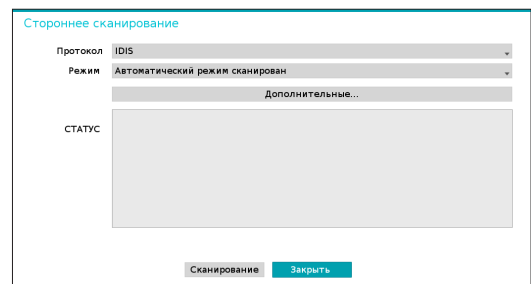 Стороннее сканирование
Протокол IDIS
Режим Автоматический режим сканирован
Дополнительные...
СТАТУС
Сканирование Закрыть